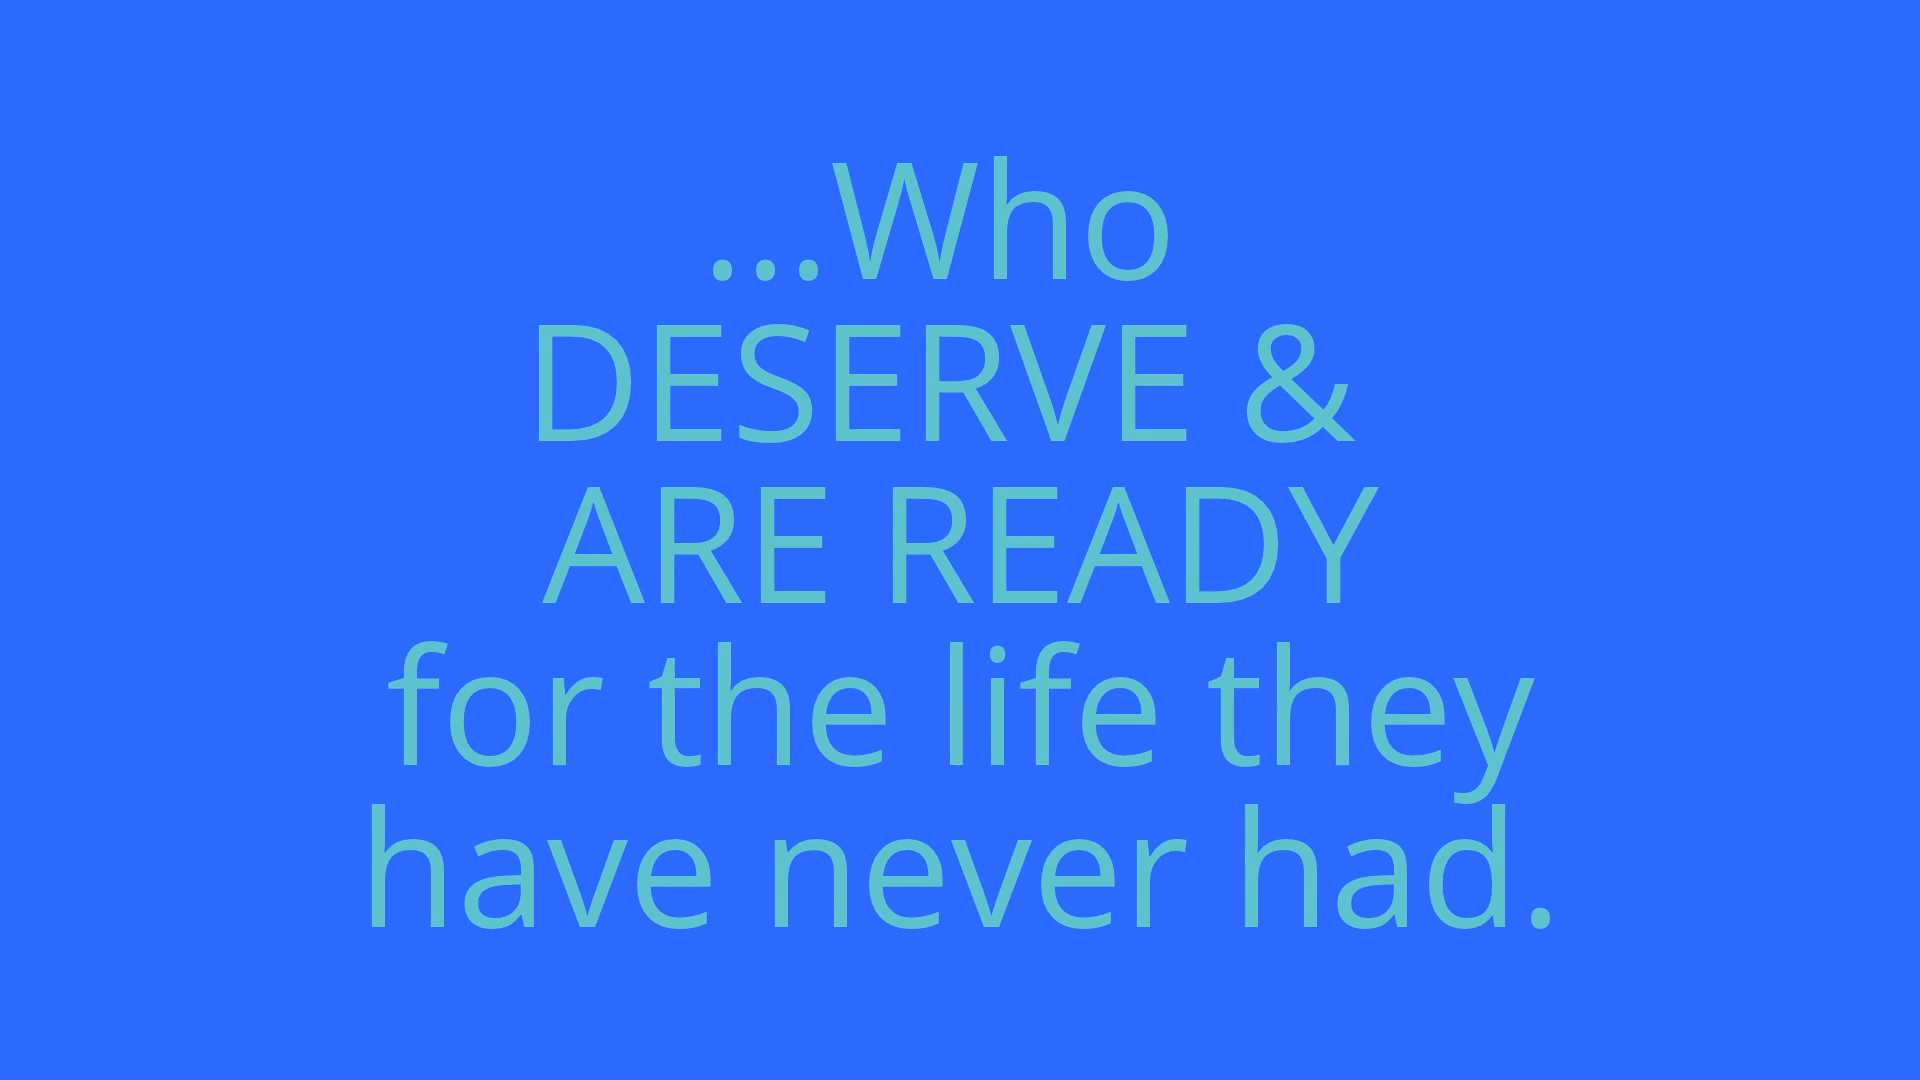 ...Who
DESERVE &
ARE READY
for the life they
have never had.